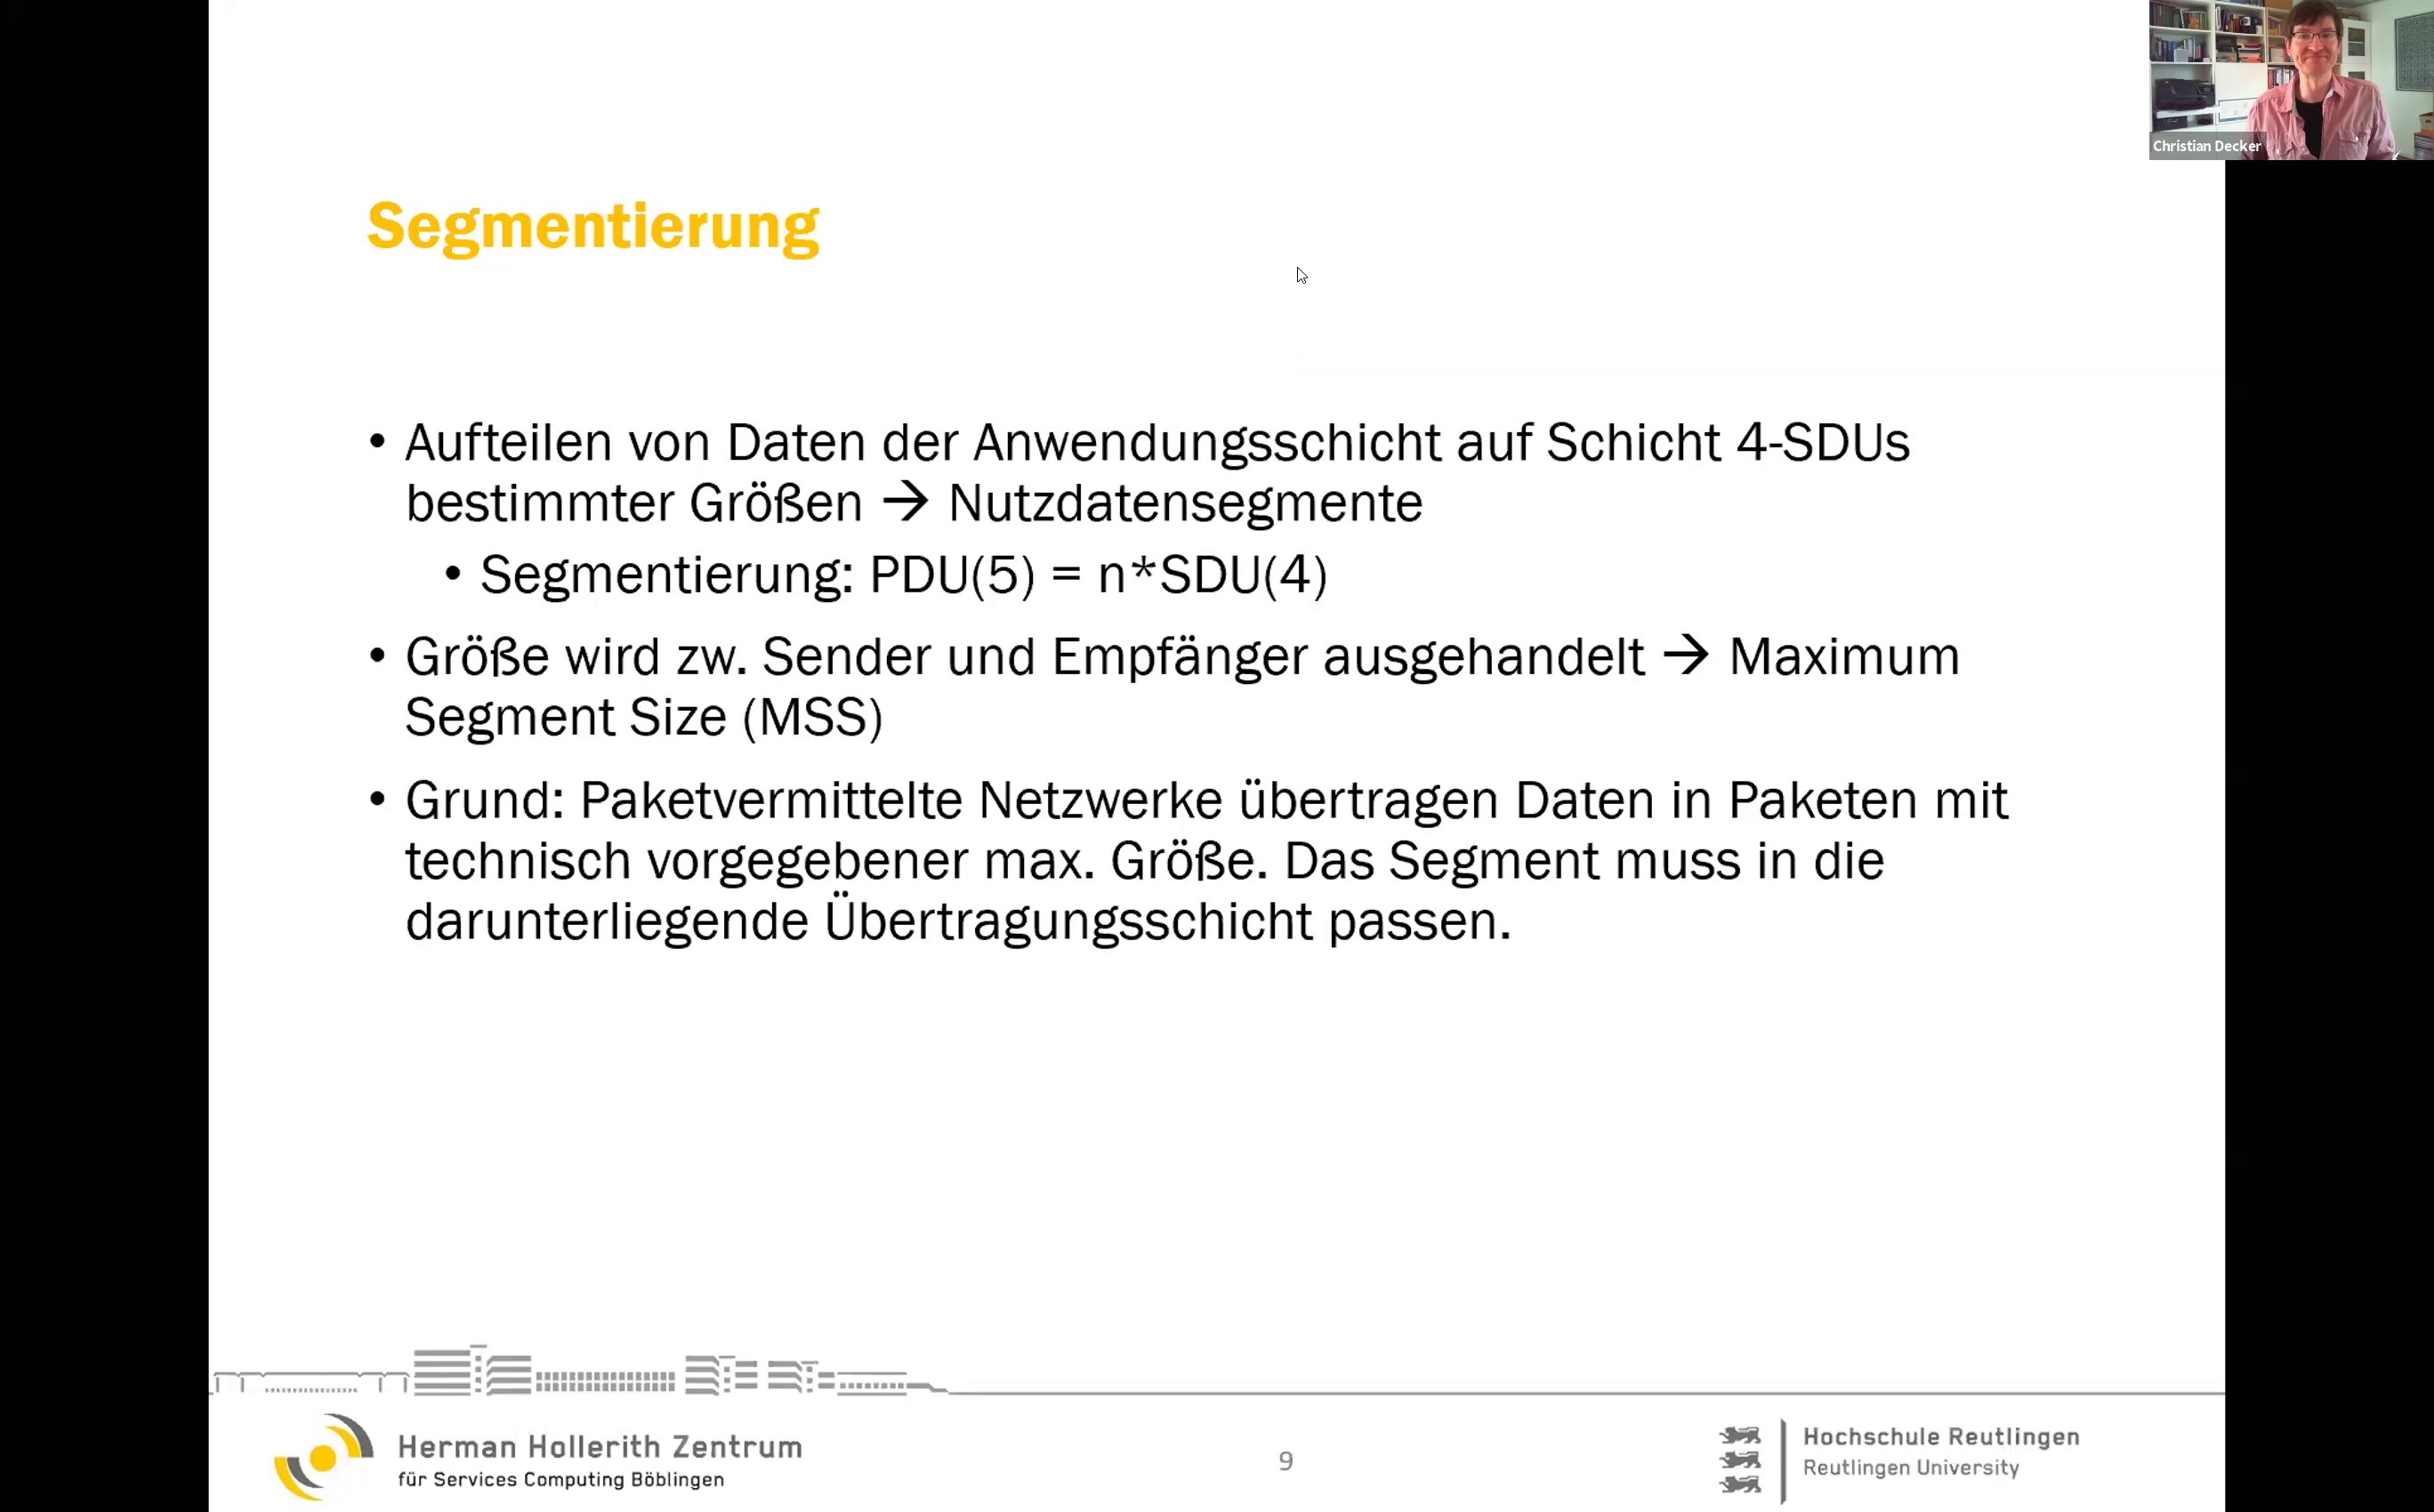 Christian Decker
Segmentierung
• Aufteilen von Daten der Anwendungsschicht auf Schicht 4-SDUs
bestimmter Größen → Nutzdatensegmente
• Segmentierung: PDU(5) = n*SDU(4)
• Größe wird zw. Sender und Empfänger ausgehandelt → Maximum
Segment Size (MSS)
• Grund: Paketvermittelte Netzwerke übertragen Daten in Paketen mit
technisch vorgegebener max. Größe. Das Segment muss in die
darunterliegende Übertragungsschicht passen.
Herman Hollerith Zentrum
für Services Computing Böblingen
9
Hochschule Reutlingen
Reutlingen University